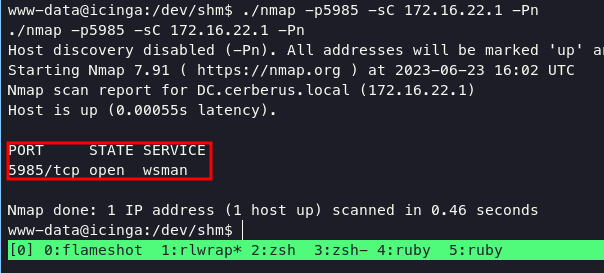 www-data@icinga:/dev/shm$ ./nmap -p5985 -sC 172.16.22.1 -Pn
./nmap -p5985 -sC 172.16.22.1 -Pn
Host discovery disabled (-Pn). All addresses will be marked 'up' an
Starting Nmap 7.91 ( https://nmap.org ) at 2023-06-23 16:02 UTC
Nmap scan report for DC.cerberus.local (172.16.22.1)
Host is up (0.00055s latency).
PORT     STATE SERVICE
5985/tcp open  wsman
Nmap done: 1 IP address (1 host up) scanned in 0.46 seconds
www-data@icinga:/dev/shm$
[0] 0:flameshot  1:rlwrap* 2:zsh  3:zsh- 4:ruby  5:ruby